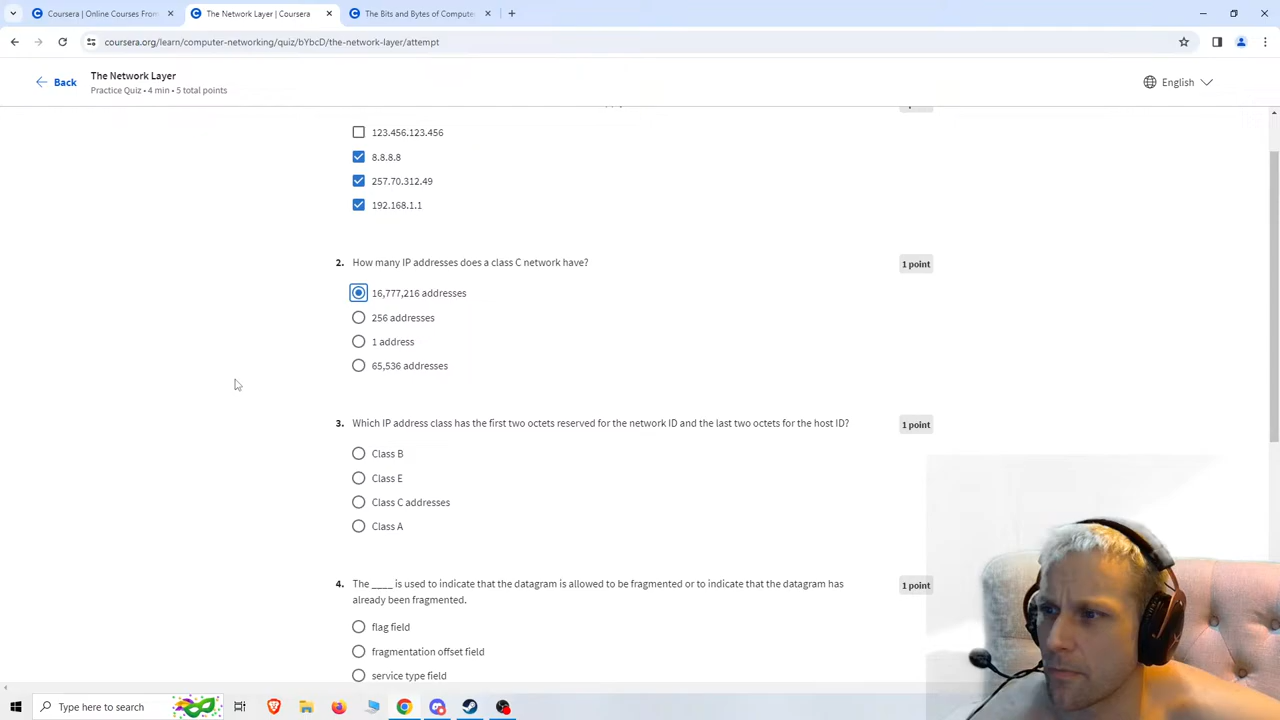 Coursera | Online Courses From
The Network Layer | Coursera
The Bits and Bytes of Compute
coursera.org/learn/computer-networking/quiz/bYbcD/the-network-layer/attempt
Back
The Network Layer
Practice Quiz • 4 min • 5 total points
English
123.456.123.456
8.8.8.8
257.70.312.49
192.168.1.1
2. How many IP addresses does a class C network have?
1 point
16,777,216 addresses
256 addresses
1 address
65,536 addresses
3. Which IP address class has the first two octets reserved for the network ID and the last two octets for the host ID?
1 point
Class B
Class E
Class C addresses
Class A
4. The ____ is used to indicate that the datagram is allowed to be fragmented or to indicate that the datagram has
already been fragmented.
1 point
flag field
fragmentation offset field
service type field
Type here to search